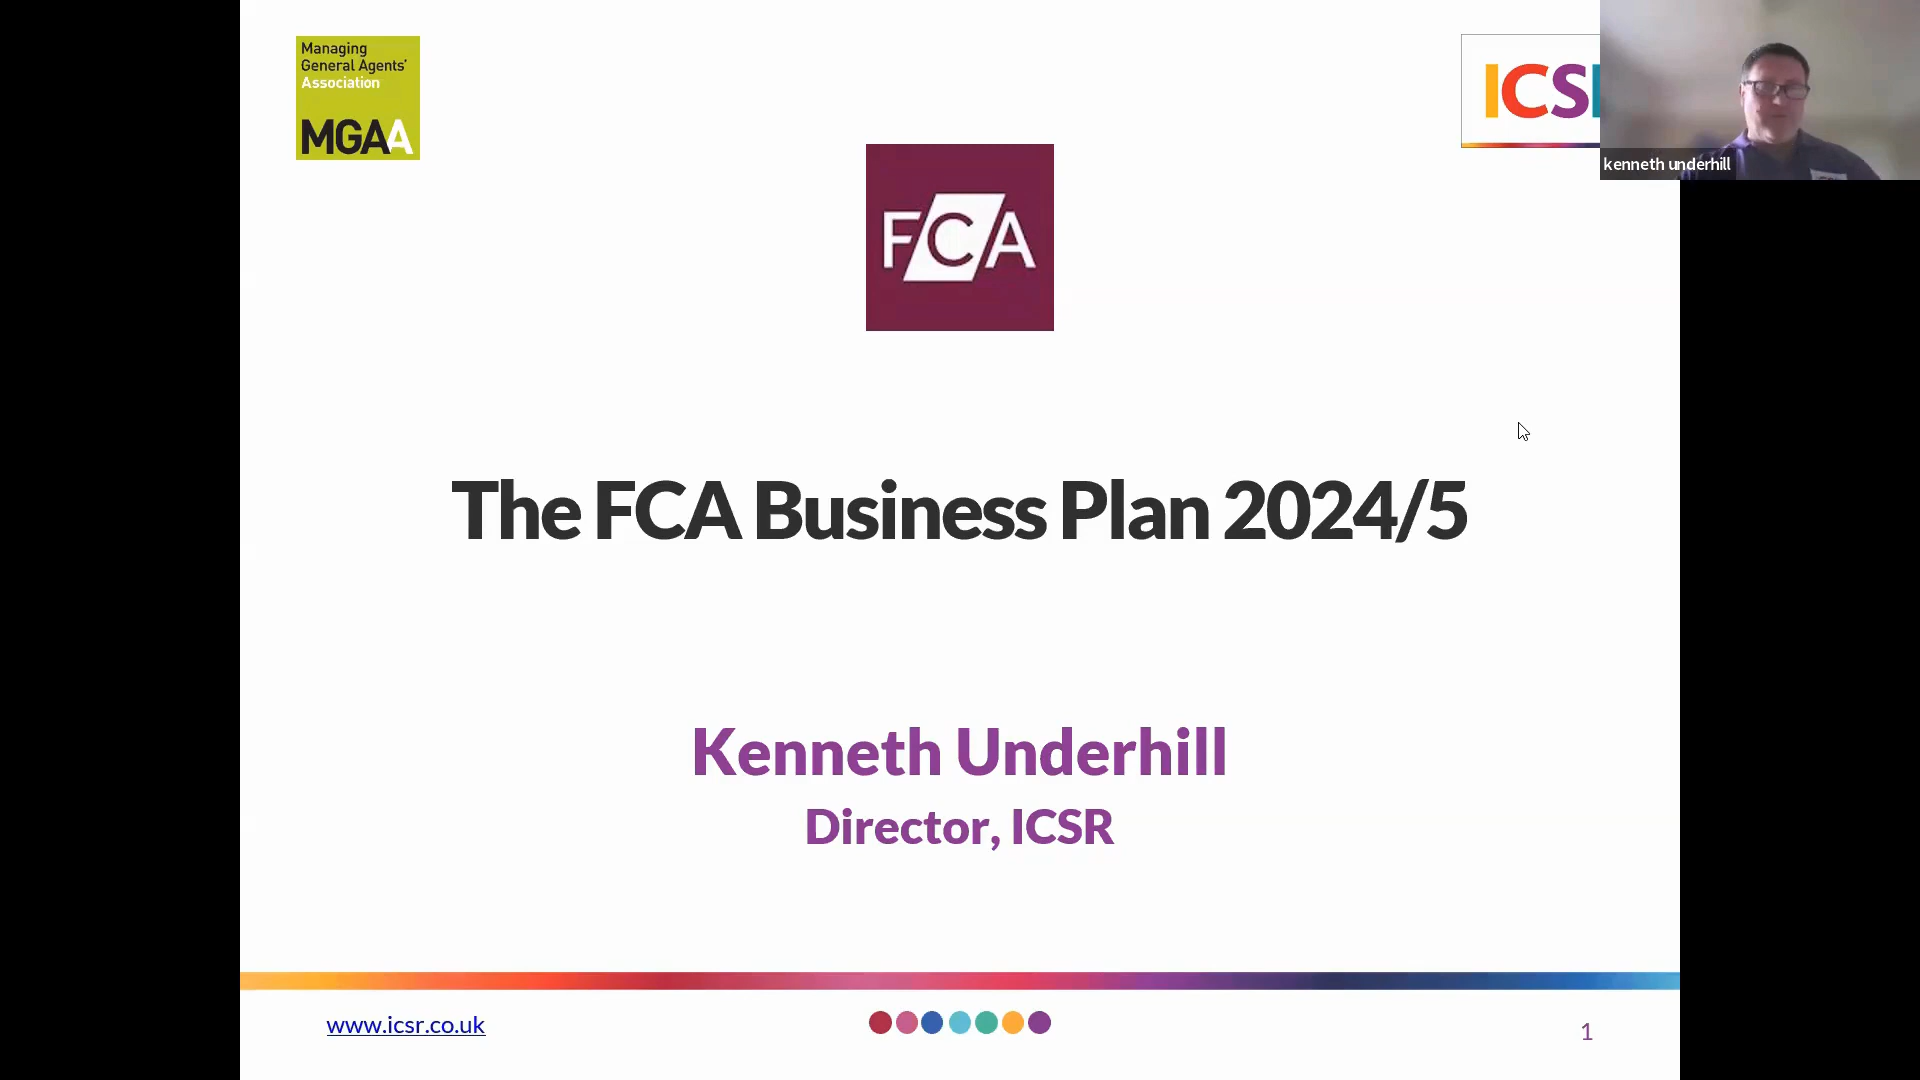 Managing
General Agents'
Association
MGAA
ICS
kenneth underhill
FCA
The FCA Business Plan 2024/5
Kenneth Underhill
Director, ICSR
www.icsr.co.uk
1